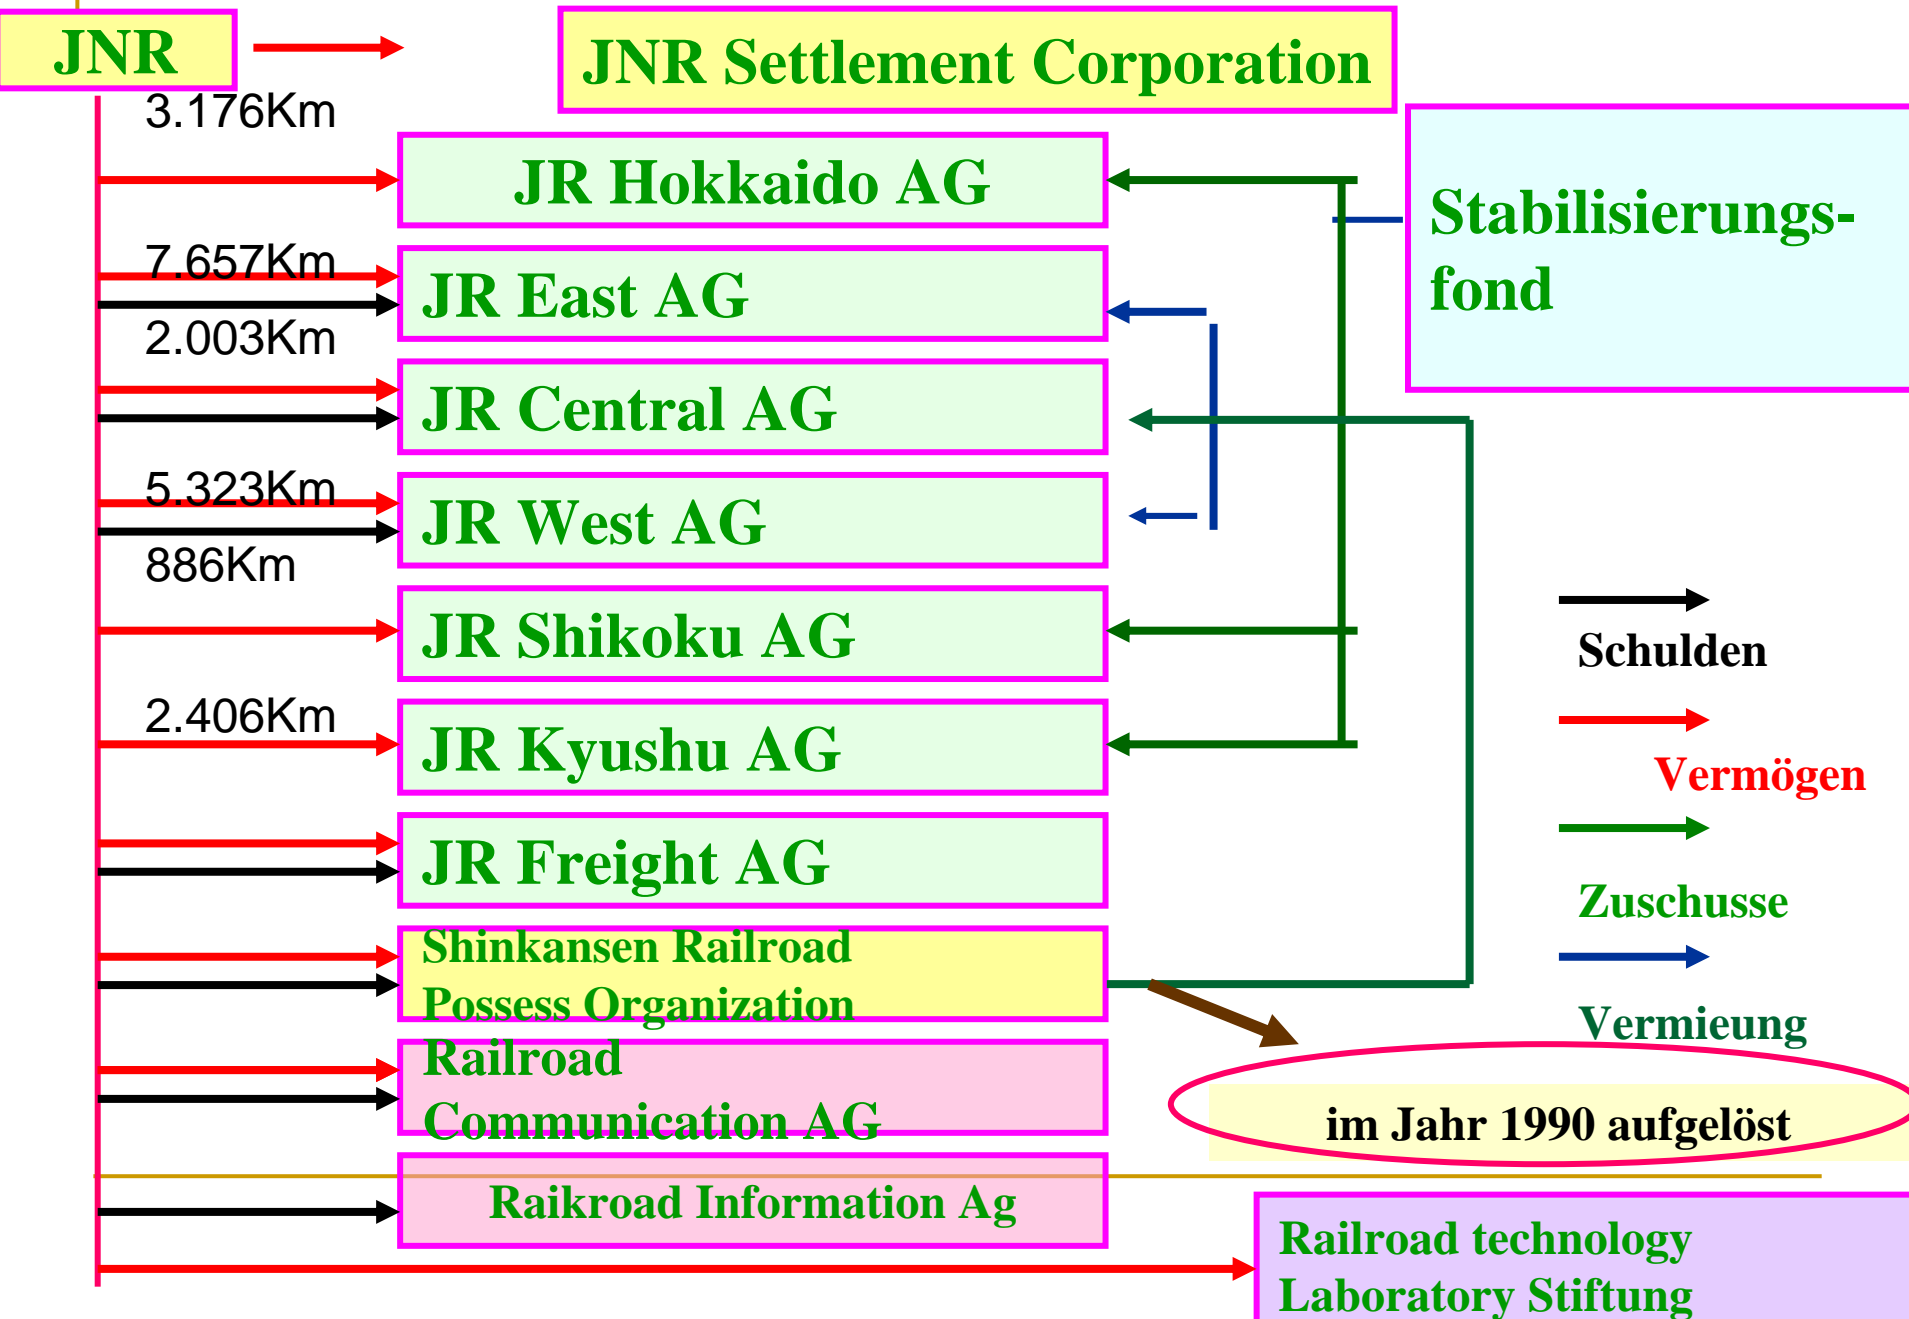 JNR
JNR Settlement Corporation
3.176Km
JR Hokkaido AG
Stabilisierungs-
fond
7.657Km
JR East AG
2.003Km
JR Central AG
5.323Km
JR West AG
886Km
JR Shikoku AG
Schulden
2.406Km
JR Kyushu AG
Vermögen
JR Freight AG
Zuschusse
Shinkansen Railroad
Possess Organization
Vermieung
Railroad
Communication AG
im Jahr 1990 aufgelöst
Raikroad Information Ag
Railroad technology
Laboratory Stiftung